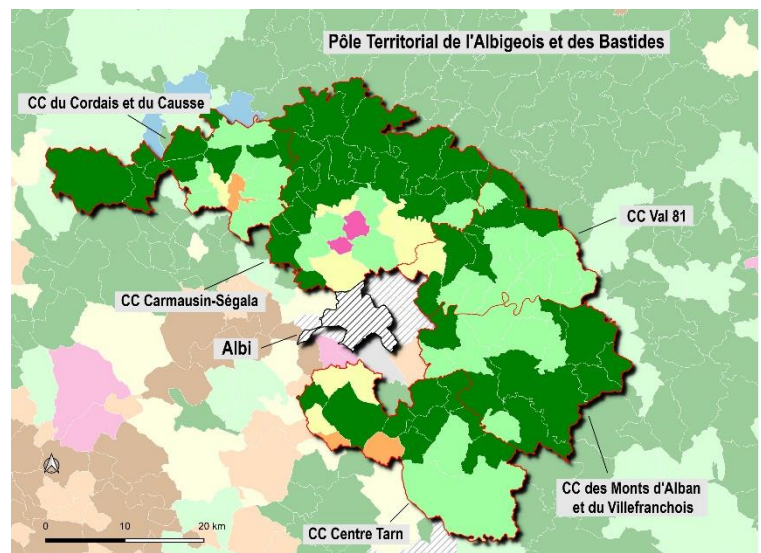 Pôle Territorial de l'Albigeois et des Bastides
CC du Cordais et du Causse
CC Val 81
CC Carmausin-Ségala
Albi
CC des Monts d'Alban
et du Villefranchois
CC Centre Tarn
0 10 20 km